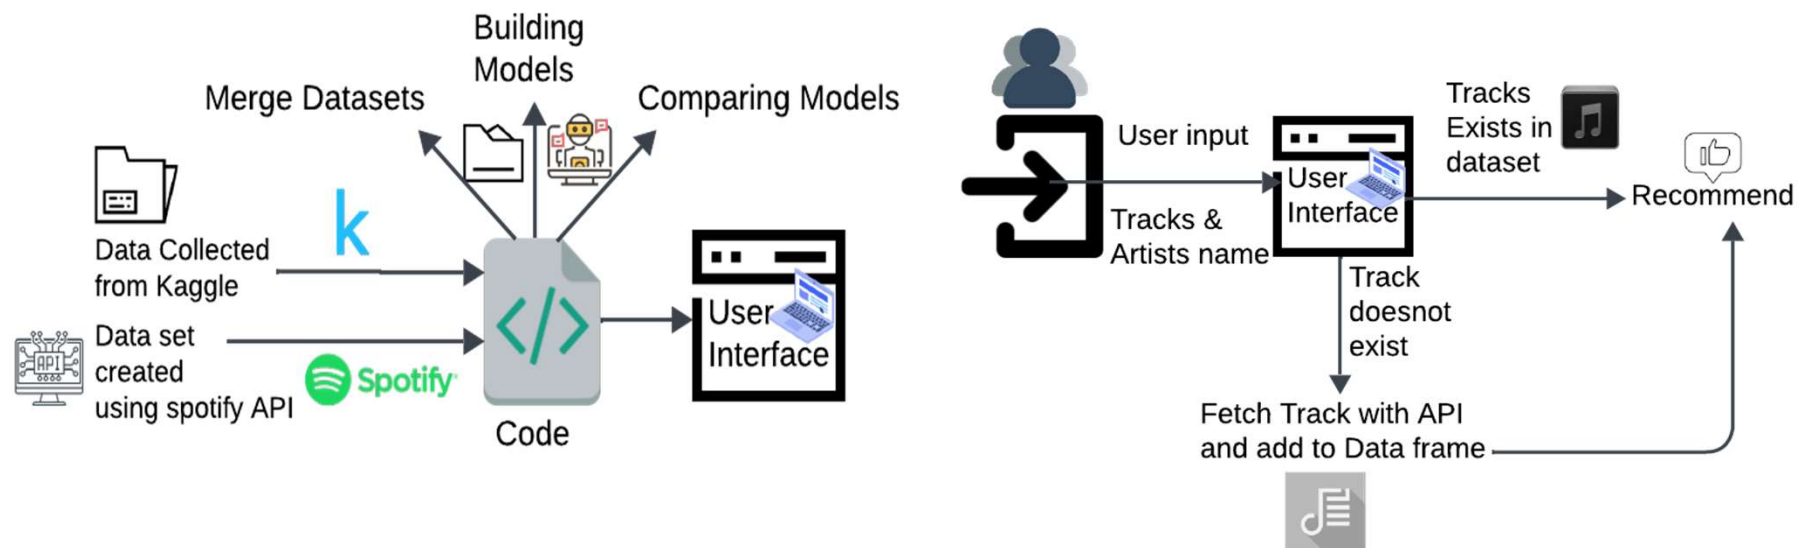 Building
Models
Merge Datasets
Comparing Models
k
Data Collected
from Kaggle
API
Data set
created
using spotify API
Spotify
</>
Code
User
Interface
User input
Tracks &
Artists name
User
Interface
Tracks
Exists in
dataset
Recommend
Track
doesnot
exist
Fetch Track with API
and add to Data frame